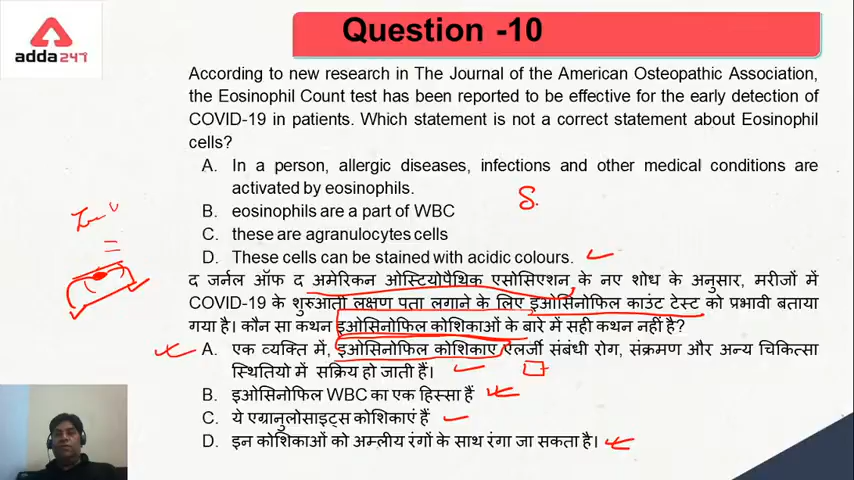 Question -10
adda247
According to new research in The Journal of the American Osteopathic Association,
the Eosinophil Count test has been reported to be effective for the early detection of
COVID-19 in patients. Which statement is not a correct statement about Eosinophil
cells?
A. In a person, allergic diseases, infections and other medical conditions are
activated by eosinophils.
B. eosinophils are a part of WBC
C. these are agranulocytes cells
D. These cells can be stained with acidic colours.
द जर्नल ऑफ द अमेरिकन ओस्टियोपैथिक एसोसिएशन के नए शोध के अनुसार, मरीजों में
COVID-19 के शुरुआती लक्षण पता लगाने के लिए इओसिनोफिल काउंट टेस्ट को प्रभावी बताया
गया है। कौन सा कथन इओसिनोफिल कोशिकाओं के बारे में सही कथन नहीं है?
A. एक व्यक्ति में, इओसिनोफिल कोशिकाए एलर्जी संबंधी रोग, संक्रमण और अन्य चिकित्सा
स्थितियो में सक्रिय हो जाती हैं।
B. इओसिनोफिल WBC का एक हिस्सा हैं
C. ये एग्रानुलोसाइट्स कोशिकाएं हैं
D. इन कोशिकाओं को अम्लीय रंगों के साथ रंगा जा सकता है।